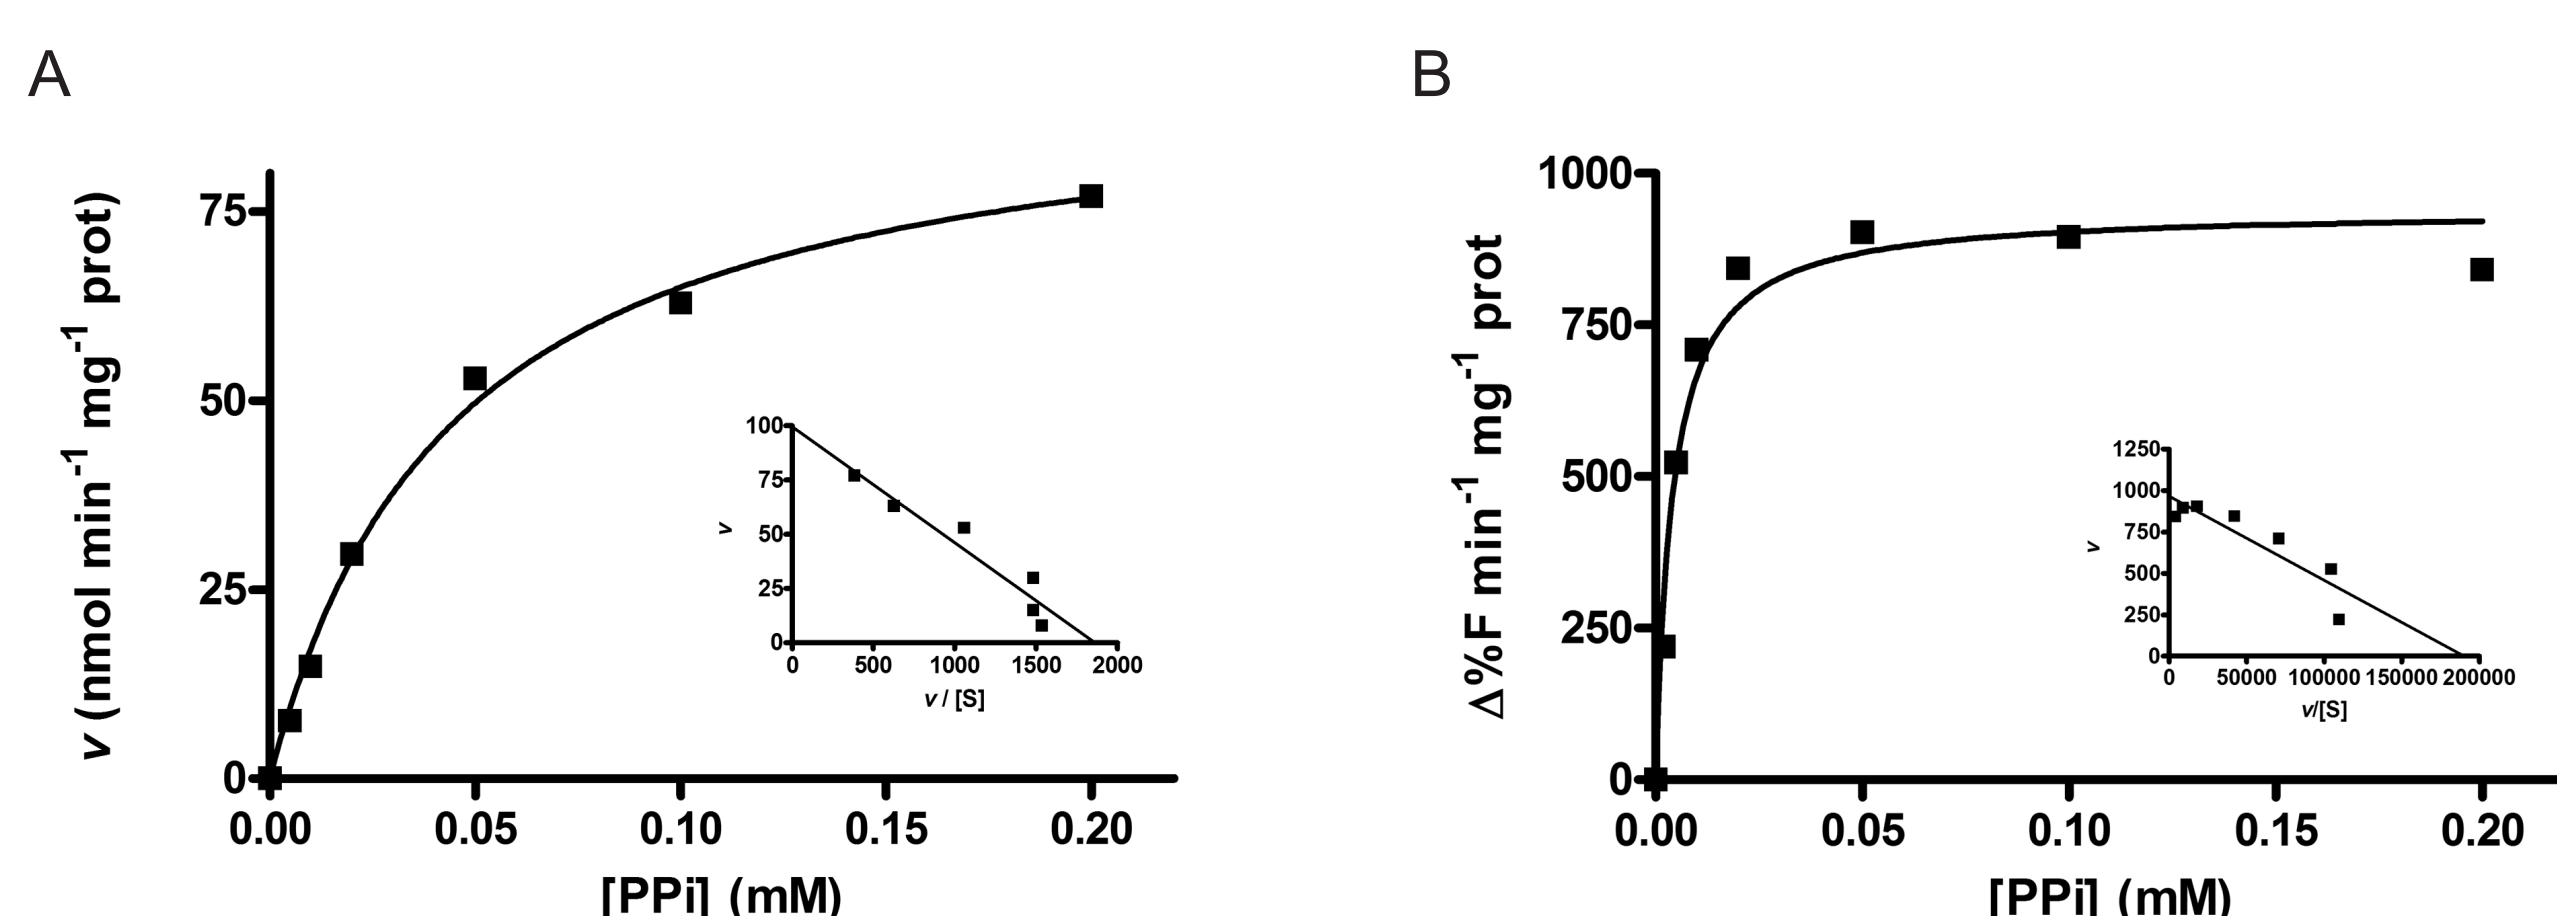 A
v (nmol min-1 mg-1 prot)
75
50
25
0
0.00 0.05 0.10 0.15 0.20
[PPi] (mM)
v
100
75
50
25
0
0 500 1000 1500 2000
v / [S]
B
Δ%F min-1 mg-1 prot
1000
750
500
250
0
0.00 0.05 0.10 0.15 0.20
[PPi] (mM)
v
1250
1000
750
500
250
0
0 50000 100000 150000 200000
v/[S]